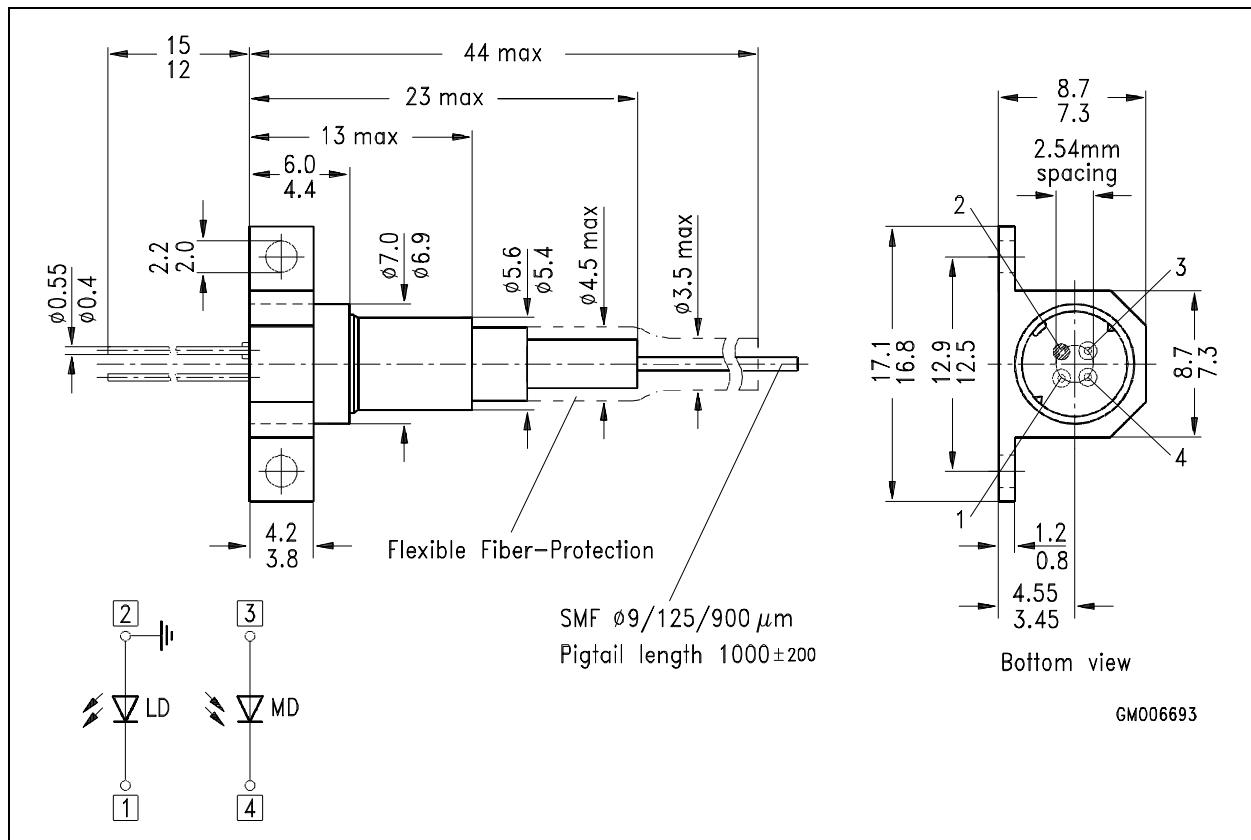 15
12
44 max
23 max
13 max
6.0
4.4
2.2
2.0
ø0.55
ø0.4
ø7.0
ø6.9
ø5.6
ø5.4
ø4.5 max
ø3.5 max
4.2
3.8
Flexible Fiber-Protection
SMF ø9/125/900 μm
Pigtail length 1000±200
8.7
7.3
2.54mm
spacing
2
3
17.1
16.8
12.9
12.5
8.7
7.3
1
4
1.2
0.8
4.55
3.45
Bottom view
GM006693
2
3
LD
MD
1
4